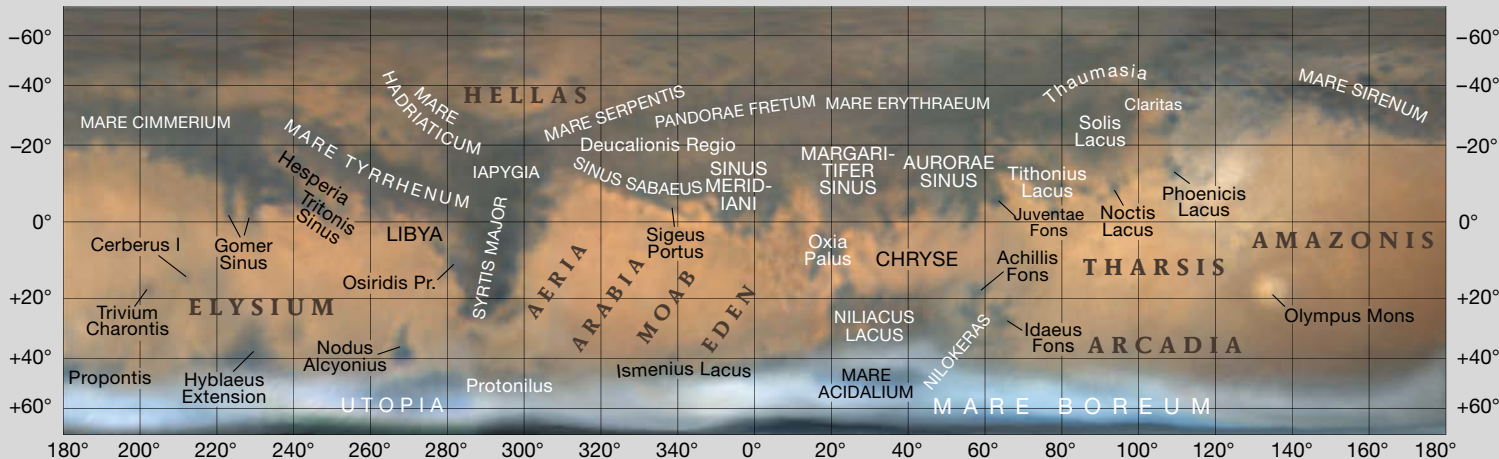 −60°
−60°
−40°
−40°
−20°
−20°
0°
0°
+20°
+20°
+40°
+40°
+60°
+60°
MARE CIMMERIUM
MARE
HADRIATICUM
HELLAS
MARE SERPENTIS
PANDORAE FRETUM
MARE ERYTHRAEUM
Thaumasia
Claritas
MARE SIRENUM
MARE TYRRHENUM
Hesperia
Tritonis
Sinus
IAPYGIA
Deucalionis Regio
SINUS SABAEUS
SINUS
MERID-
IANI
MARGARI-
TIFER
SINUS
AURORAE
SINUS
Solis
Lacus
Tithonius
Lacus
Juventae
Fons
Noctis
Lacus
Phoenicis
Lacus
Cerberus I
Gomer
Sinus
LIBYA
Osiridis Pr.
SYRTIS MAJOR
Sigeus
Portus
Oxia
Palus
CHRYSE
Achillis
Fons
THARSIS
AMAZONIS
Trivium
Charontis
ELYSIUM
AERIA
ARABIA
MOAB
EDEN
NILIACUS
LACUS
NILOKERAS
Idaeus
Fons
ARCADIA
Olympus Mons
Propontis
Hyblaeus
Extension
Nodus
Alcyonius
UTOPIA
Protonilus
Ismenius Lacus
MARE
ACIDALIUM
MARE BOREUM
180°
200°
220°
240°
260°
280°
300°
320°
340°
0°
20°
40°
60°
80°
100°
120°
140°
160°
180°